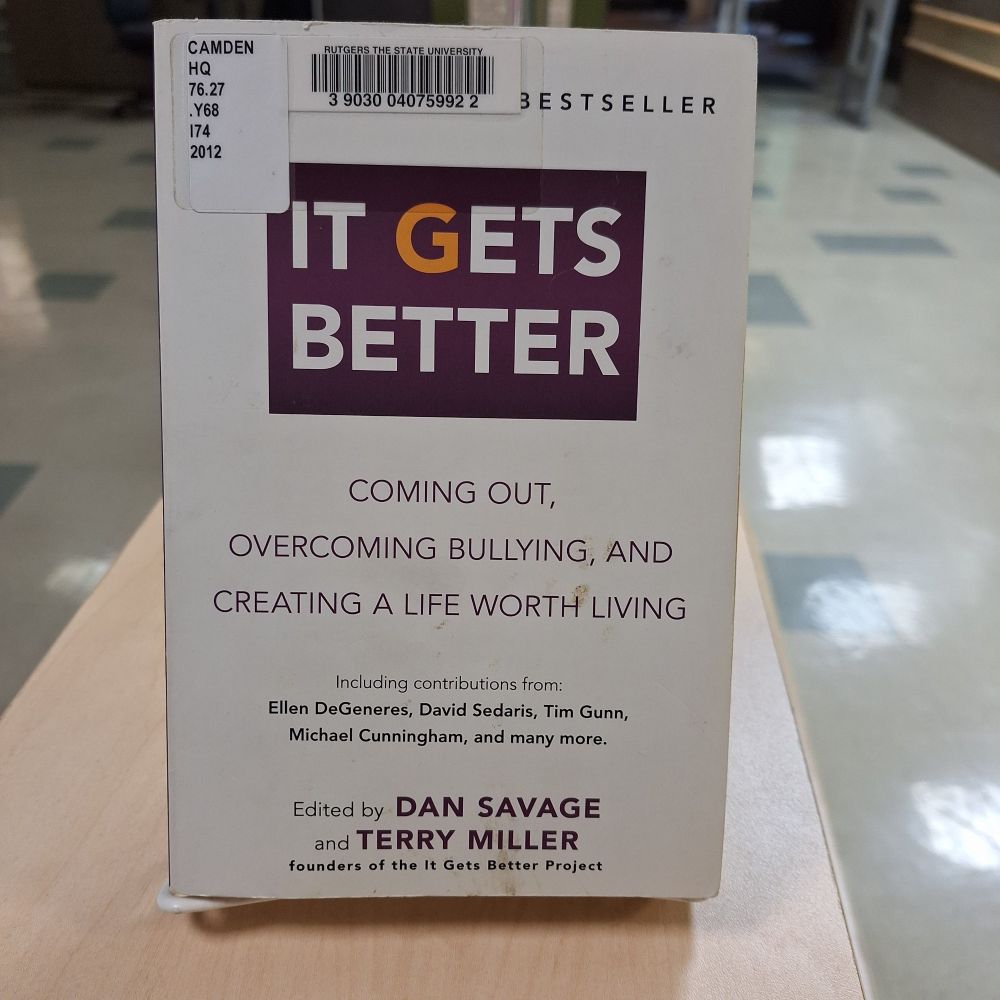 CAMDEN
HQ
76.27
.Y68
I74
2012
RUTGERS THE STATE UNIVERSITY
3 9030 04075992 2
BESTSELLER
IT GETS
BETTER
COMING OUT,
OVERCOMING BULLYING, AND
CREATING A LIFE WORTH LIVING
Including contributions from:
Ellen DeGeneres, David Sedaris, Tim Gunn,
Michael Cunningham, and many more.
Edited by DAN SAVAGE
and TERRY MILLER
founders of the It Gets Better Project